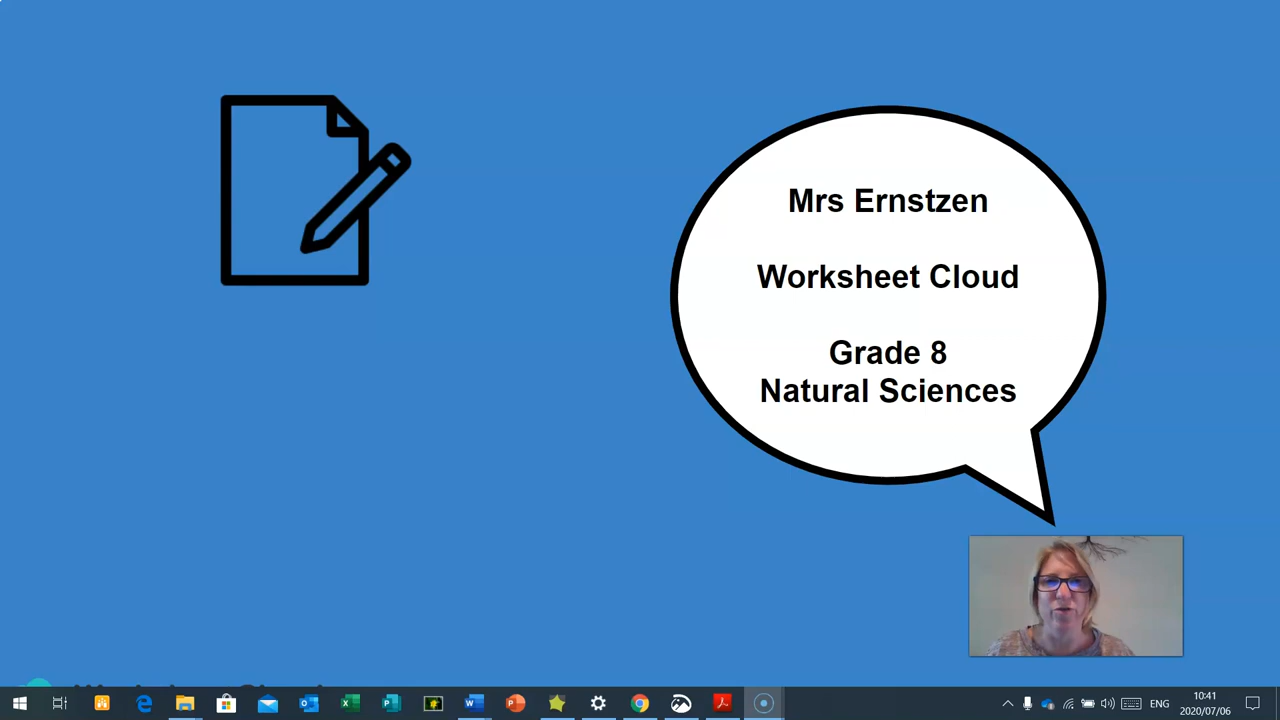 Mrs Ernstzen
Worksheet Cloud
Grade 8
Natural Sciences
ENG
10:41
2020/07/06